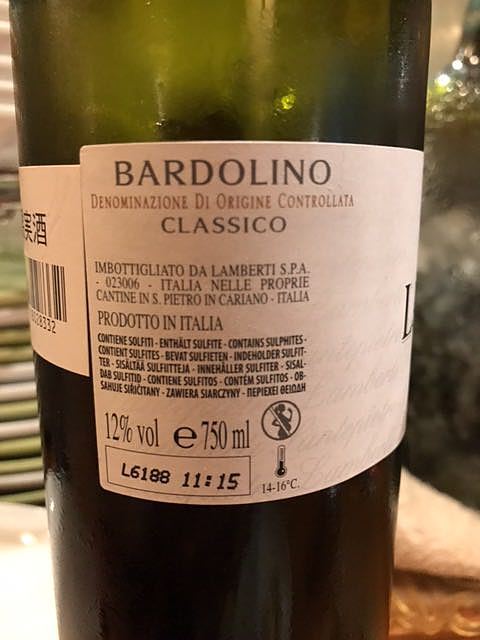 BARDOLINO
DENOMINAZIONE DI ORIGINE CONTROLLATA
CLASSICO
IMBOTTIGLIATO DA LAMBERTI S.P.A.
- 023006 - ITALIA NELLE PROPRIE
CANTINE IN S. PIETRO IN CARIANO - ITALIA
PRODOTTO IN ITALIA
CONTIENE SOLFITI - ENTHÄLT SULFITE - CONTAINS SULPHITES -
CONTIENT SULFITES - BEVAT SULFIETEN - INDEHOLDER SULFIT-
TER - SISÄLTÄÄ SULFIITTEJA - INNEHÅLLER SULFITER - SISAL-
DAB SULFITID - CONTIENE SULFITOS - CONTÉM SULFITOS - OB-
SAHUJE SIŘIČITANY - ZAWIERA SIARCZYNY - ΠΕΡΙΕΧΕΙ ΘΕΙΩΔΗ
12% vol e 750 ml
L6188 11:15
14-16°C.
酒
28332
L